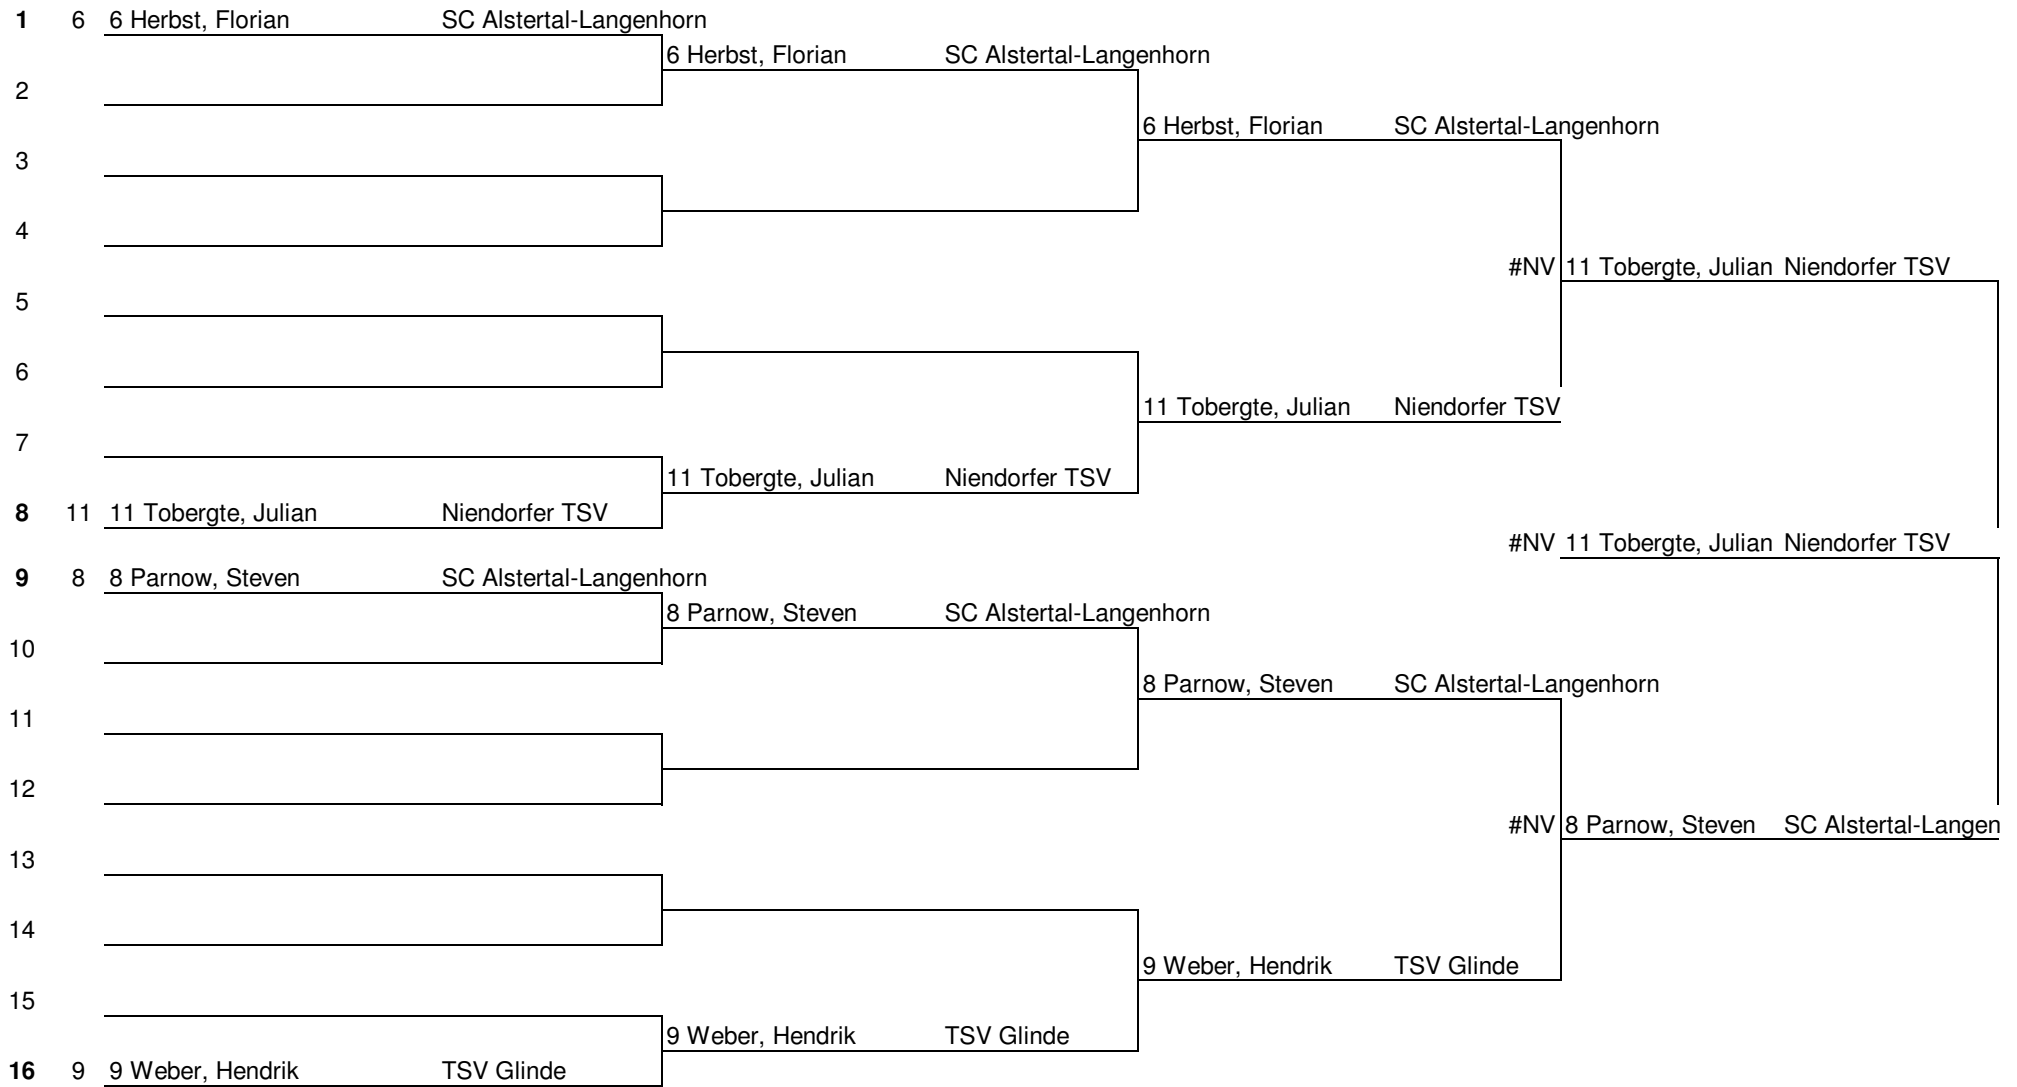 1 6 6 Herbst, Florian SC Alstertal-Langenhorn
6 Herbst, Florian SC Alstertal-Langenhorn
2
6 Herbst, Florian SC Alstertal-Langenhorn
3
4
#NV 11 Tobergte, Julian Niendorfer TSV
5
6
11 Tobergte, Julian Niendorfer TSV
7
11 Tobergte, Julian Niendorfer TSV
8 11 11 Tobergte, Julian Niendorfer TSV
#NV 11 Tobergte, Julian Niendorfer TSV
9 8 8 Parnow, Steven SC Alstertal-Langenhorn
8 Parnow, Steven SC Alstertal-Langenhorn
10
8 Parnow, Steven SC Alstertal-Langenhorn
11
12
#NV 8 Parnow, Steven SC Alstertal-Langen
13
14
9 Weber, Hendrik TSV Glinde
15
9 Weber, Hendrik TSV Glinde
16 9 9 Weber, Hendrik TSV Glinde